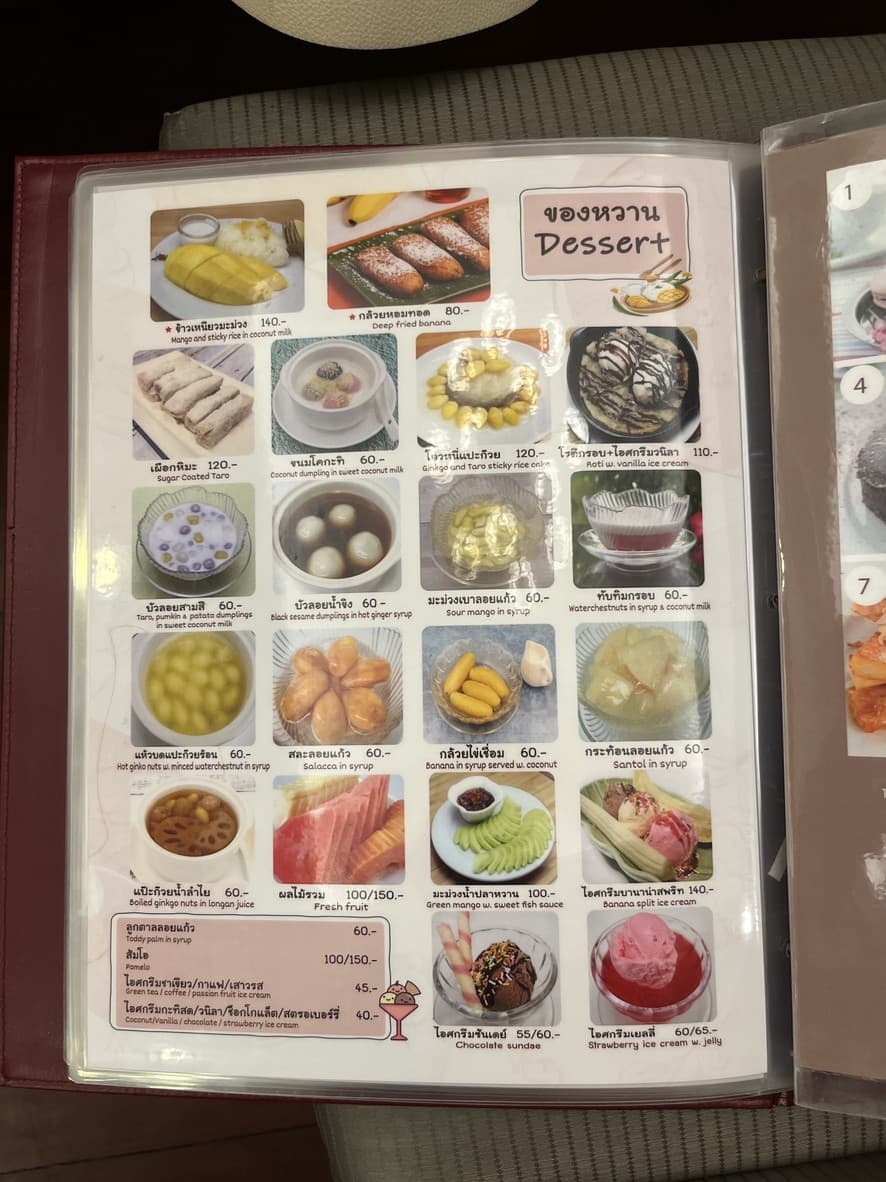 ของหวาน
Dessert
★ ข้าวเหนียวมะม่วง 140.-
Mango and sticky rice in coconut milk
★ กล้วยหอมทอด 80.-
Deep fried banana
เผือกหิมะ 120.-
Sugar Coated Taro
ขนมโคกะทิ 60.-
Coconut dumpling in sweet coconut milk
120.-
Ginkgo and Taro sticky rice cake
โรตีกรอบ+ไอศกรีมวนิลา 110.-
Roti w. vanilla ice cream
บัวลอยสามสี 60.-
Taro, pumkin & patato dumplings
in sweet coconut milk
บัวลอยน้ำขิง 60 -
Black sesame dumplings in hot ginger syrup
มะม่วงเบาลอยแก้ว 60.-
Sour mango in syrup
ทับทิมกรอบ 60.-
Waterchestnuts in syrup & coconut milk
แห้วบดแปะก๊วยร้อน 60.-
Hot ginko nuts w. minced waterchestnut in syrup
สละลอยแก้ว 60.-
Salacca in syrup
กล้วยไข่เชื่อม 60.-
Banana in syrup served w. coconut
กระท้อนลอยแก้ว 60.-
Santol in syrup
แป๊ะก๊วยน้ำลำไย 60.-
Boiled ginkgo nuts in longan juice
ผลไม้รวม 100/150.-
Fresh fruit
มะม่วงน้ำปลาหวาน 100.-
Green mango w. sweet fish sauce
ไอศกรีมบานาน่าสพริท 140.-
Banana split ice cream
ลูกตาลลอยแก้ว 60.-
Toddy palm in syrup
ส้มโอ 100/150.-
Pomelo
ไอศกรีมชาเขียว/กาแฟ/เสาวรส 45.-
Green tea / coffee / passion fruit ice cream
ไอศกรีมกะทิสด/วนิลา/ช็อกโกแล็ต/สตรอเบอร์รี่ 40.-
Coconut/Vanilla / chocolate / strawberry ice cream
ไอศกรีมซันเดย์ 55/60.-
Chocolate sundae
ไอศกรีมเยลลี่ 60/65.-
Strawberry ice cream w. jelly
1
4
7